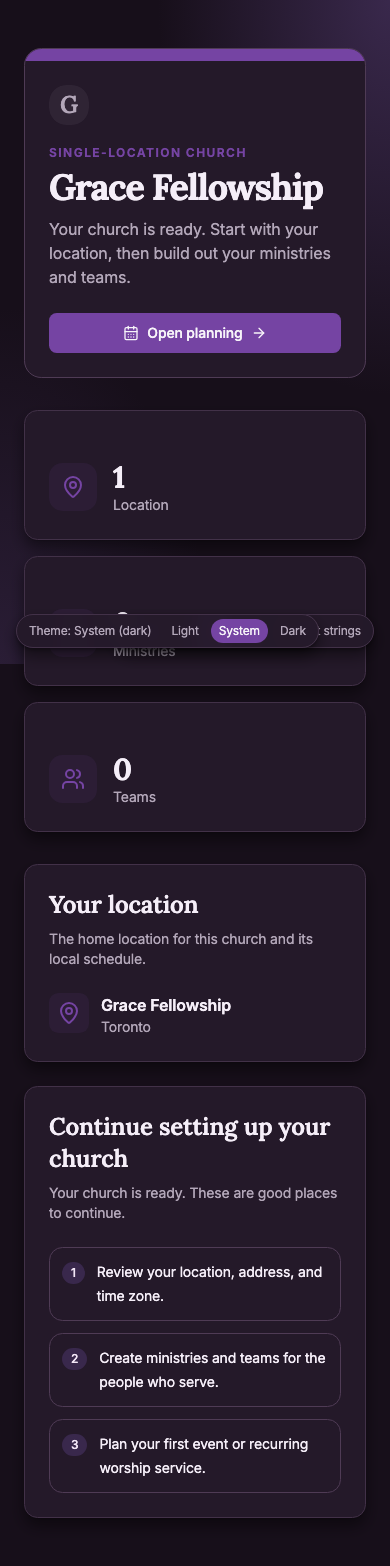 G
SINGLE-LOCATION CHURCH
Grace Fellowship
Your church is ready. Start with your
location, then build out your ministries
and teams.
Open planning
1
Location
Theme: System (dark) Light System Dark strings
Ministries
0
Teams
Your location
The home location for this church and its
local schedule.
Grace Fellowship
Toronto
Continue setting up your
church
Your church is ready. These are good places
to continue.
1 Review your location, address, and
time zone.
2 Create ministries and teams for the
people who serve.
3 Plan your first event or recurring
worship service.